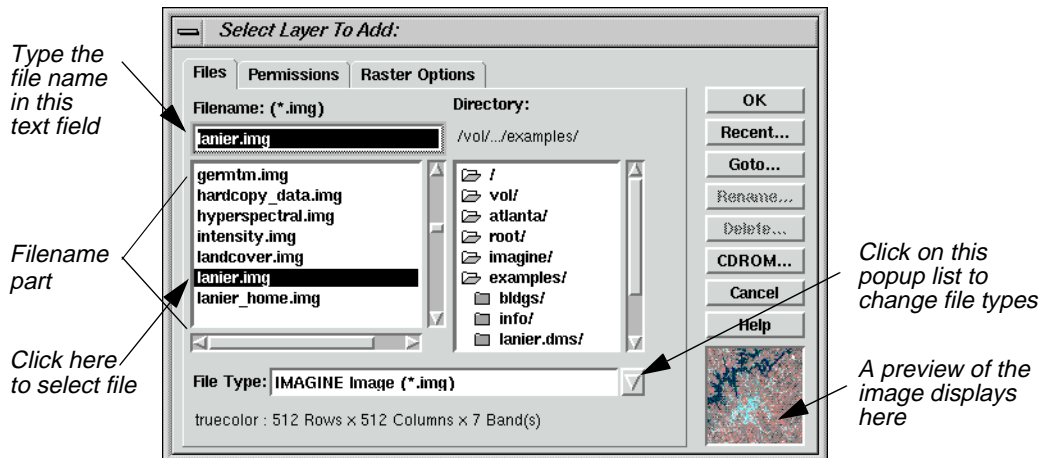 Select Layer To Add:
Type the
file name
in this
text field
Files
Permissions
Raster Options
Filename: (*.img)
Directory:
lanier.img
/vol/.../examples/
germtm.img
hardcopy_data.img
hyperspectral.img
intensity.img
landcover.img
lanier.img
lanier_home.img
/
vol/
atlanta/
root/
imagine/
examples/
bldgs/
info/
lanier.dms/
OK
Recent...
Goto...
Rename...
Delete...
CDROM...
Cancel
Help
Filename
part
Click here
to select file
Click on this
popup list to
change file types
File Type:
IMAGINE Image (*.img)
truecolor : 512 Rows x 512 Columns x 7 Band(s)
A preview of the
image displays
here